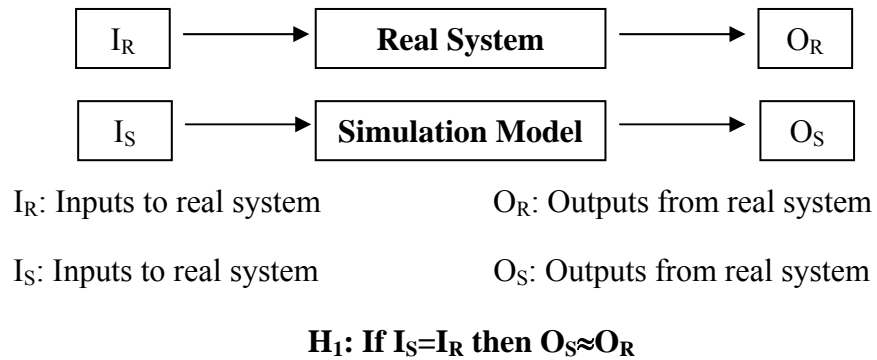 I_R Real System O_R
I_S Simulation Model O_S
I_R: Inputs to real system O_R: Outputs from real system
I_S: Inputs to real system O_S: Outputs from real system
H_1: If I_S=I_R then O_S≈O_R